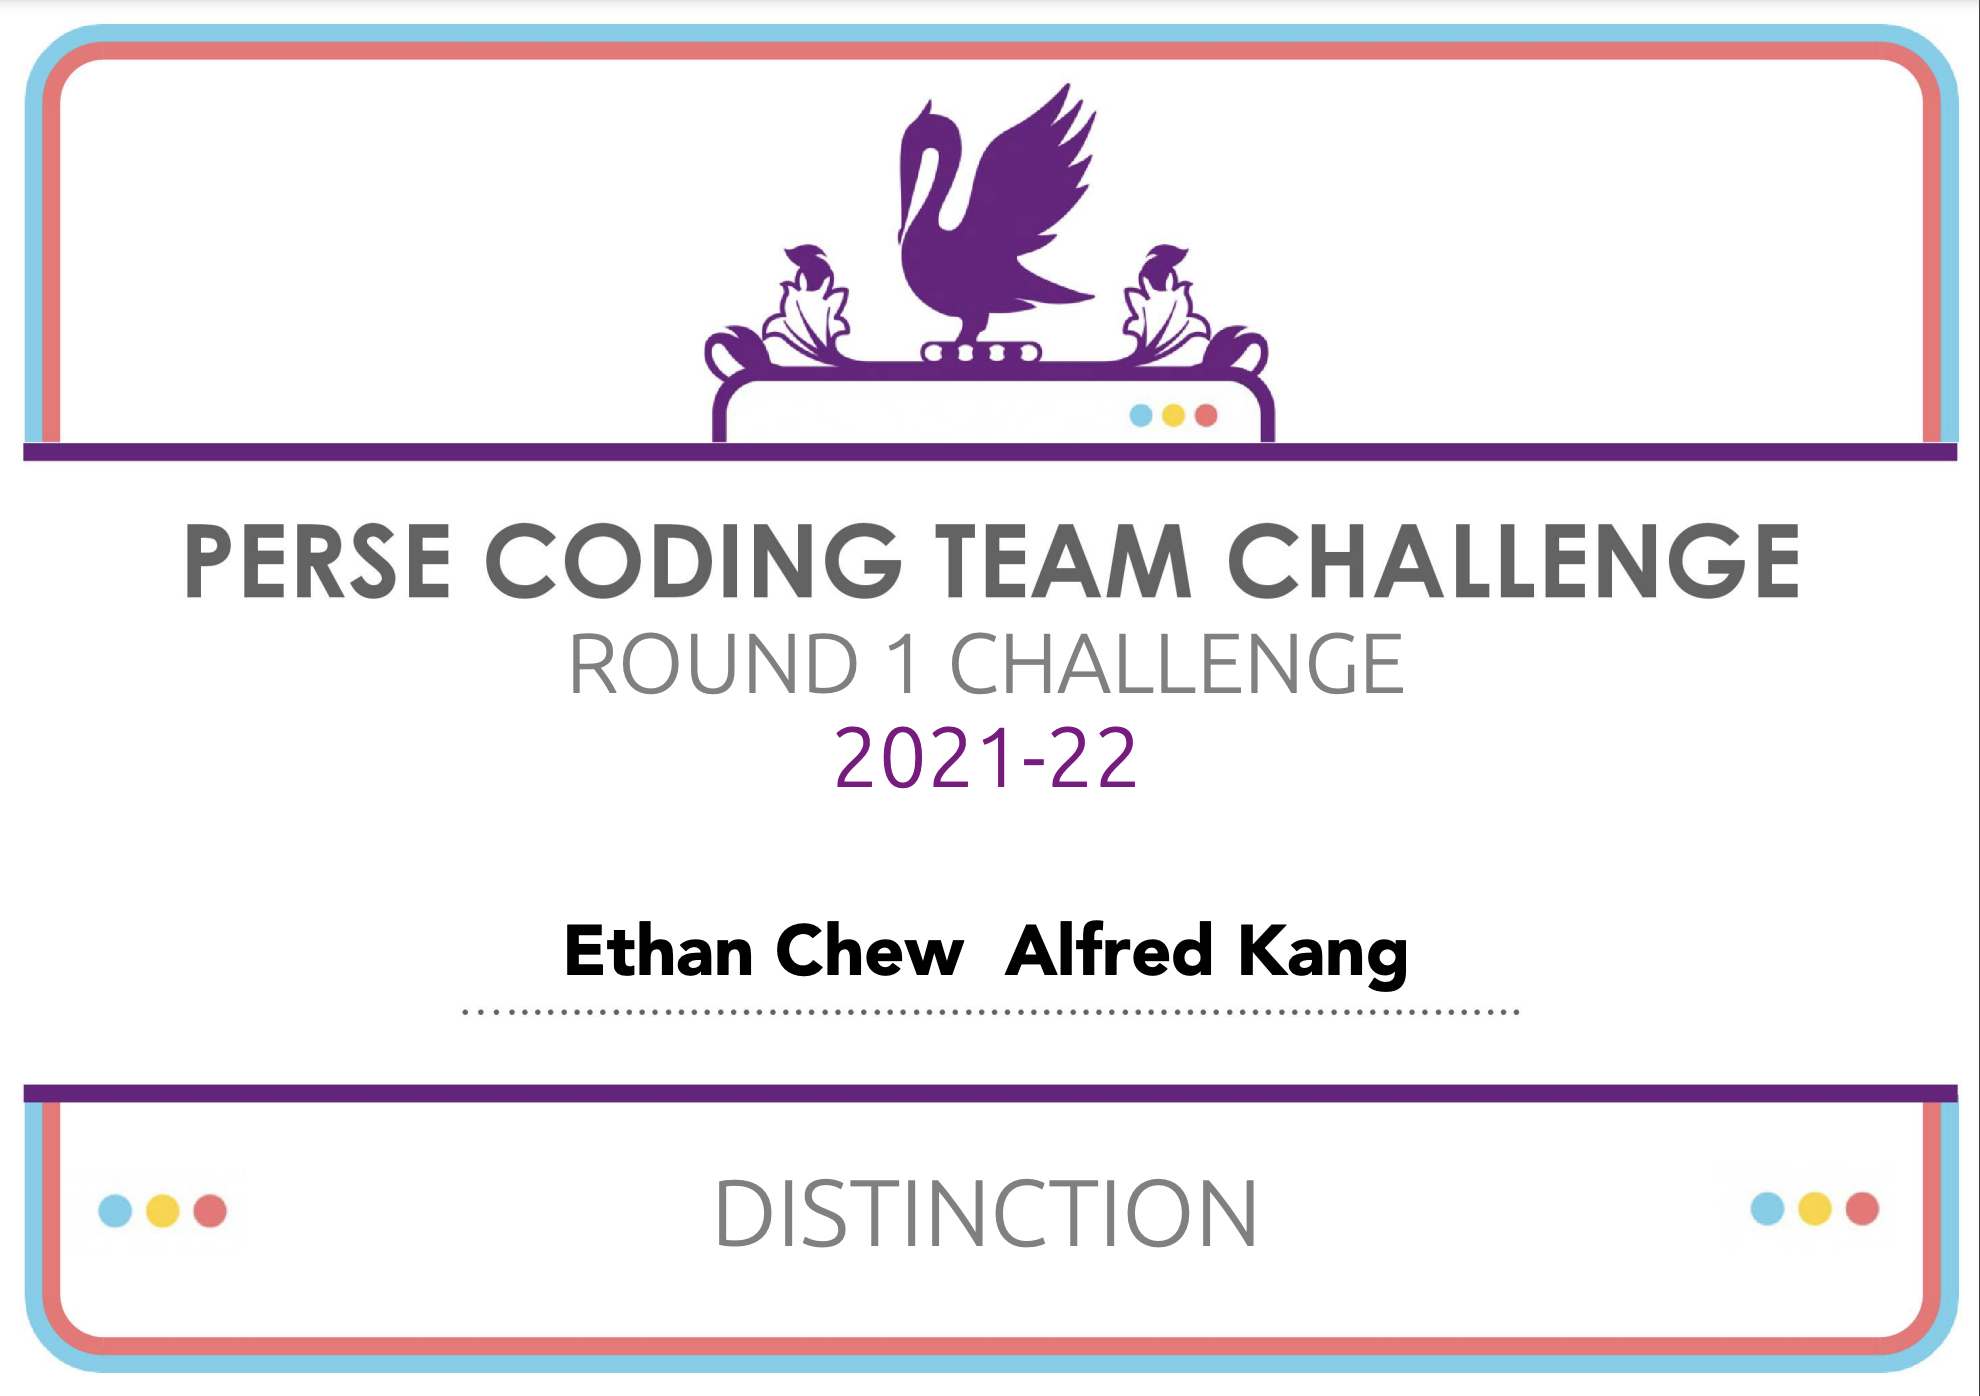 PERSE CODING TEAM CHALLENGE
ROUND 1 CHALLENGE
2021-22
Ethan Chew  Alfred Kang
DISTINCTION